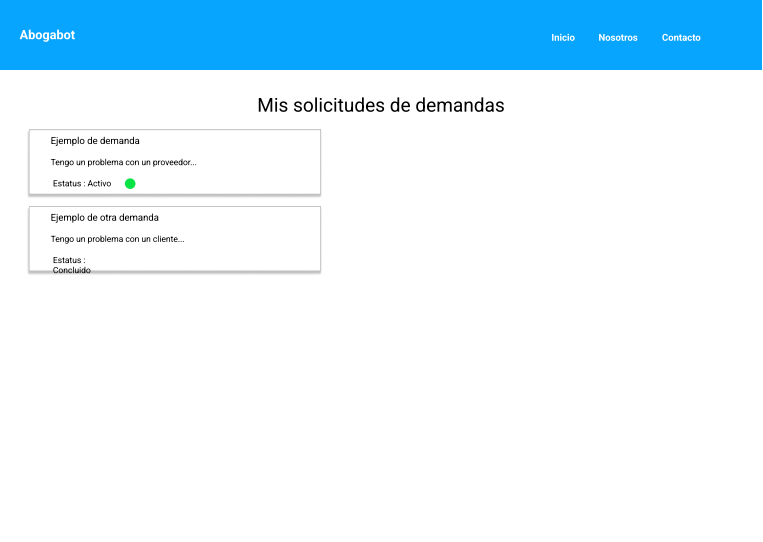 Abogabot
Inicio Nosotros Contacto
Mis solicitudes de demandas
Ejemplo de demanda
Tengo un problema con un proveedor...
Estatus : Activo
Ejemplo de otra demanda
Tengo un problema con un cliente...
Estatus :
Concluido